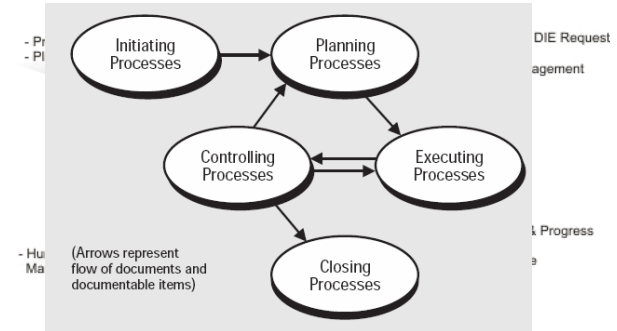 Initiating
Processes
Planning
Processes
Controlling
Processes
Executing
Processes
(Arrows represent
flow of documents and
documentable items)
Closing
Processes
DIE Request
Progress